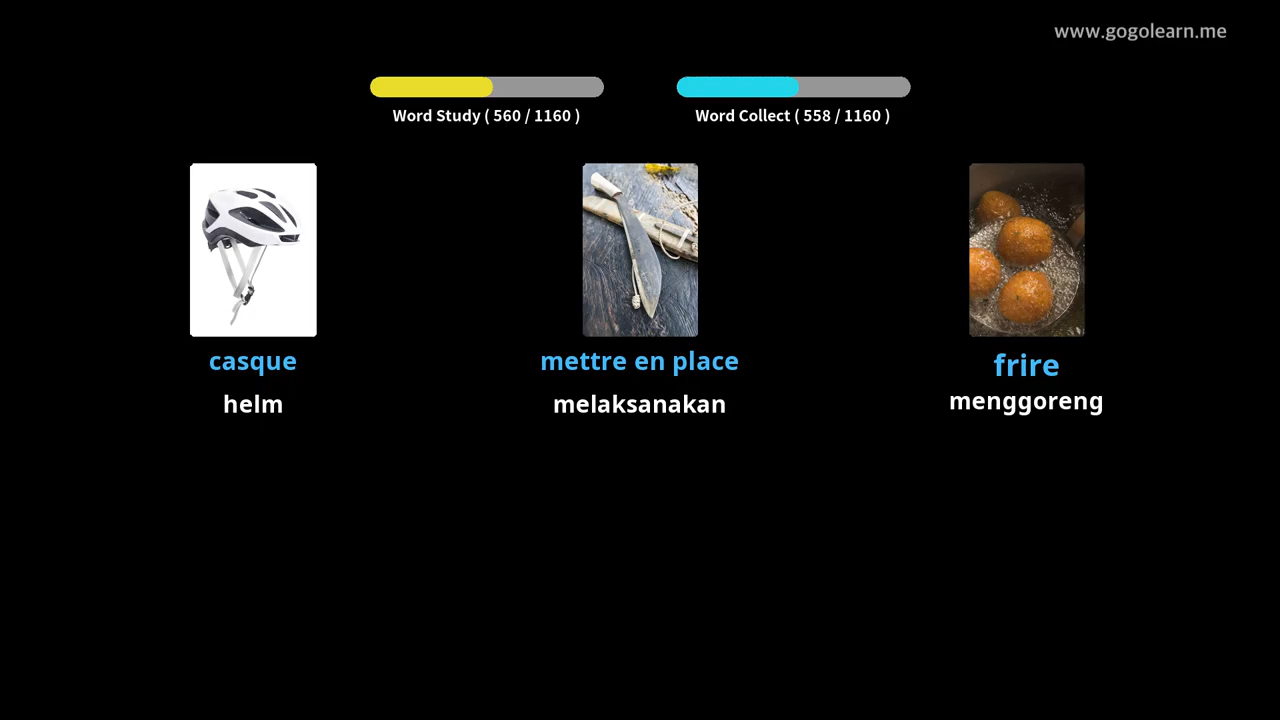 www.gogolearn.me
Word Study ( 560 / 1160 )
Word Collect ( 558 / 1160 )
casque
helm
mettre en place
melaksanakan
frire
menggoreng